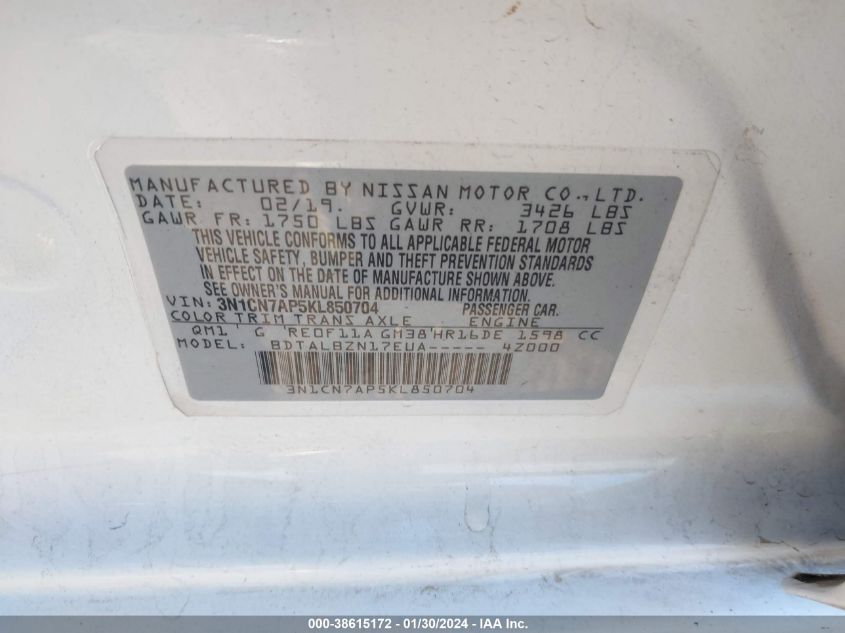 MANUFACTURED BY NISSAN MOTOR CO., LTD.
DATE: 02/19. GVWR: 3426 LBS
GAWR FR: 1750 LBS GAWR RR: 1708 LBS
THIS VEHICLE CONFORMS TO ALL APPLICABLE FEDERAL MOTOR
VEHICLE SAFETY, BUMPER AND THEFT PREVENTION STANDARDS
IN EFFECT ON THE DATE OF MANUFACTURE SHOWN ABOVE.
SEE OWNER'S MANUAL FOR ADDITIONAL INFORMATION.
VIN: 3N1CN7AP5KL850704 PASSENGER CAR.
COLOR TRIM TRANS AXLE ENGINE
QM1 ' G 'RE0F11A GM38'HR16DE 1598 CC
MODEL: BDTALBZN17EUA----- 42000
3N1CN7AP5KL850704
000-38615172 - 01/30/2024 - IAA Inc.